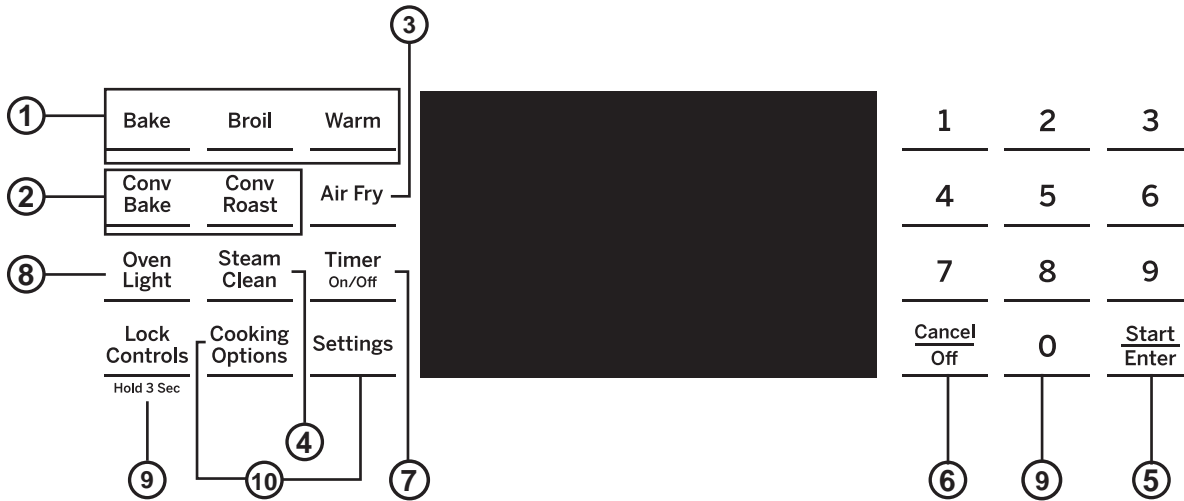 3
1
Bake
Broil
Warm
1
2
3
2
Conv
Bake
Conv
Roast
Air Fry
4
5
6
8
Oven
Light
Steam
Clean
Timer
On/Off
7
8
9
Lock
Controls
Hold 3 Sec
Cooking
Options
Settings
Cancel
Off
0
Start
Enter
4
9
10
7
6
9
5